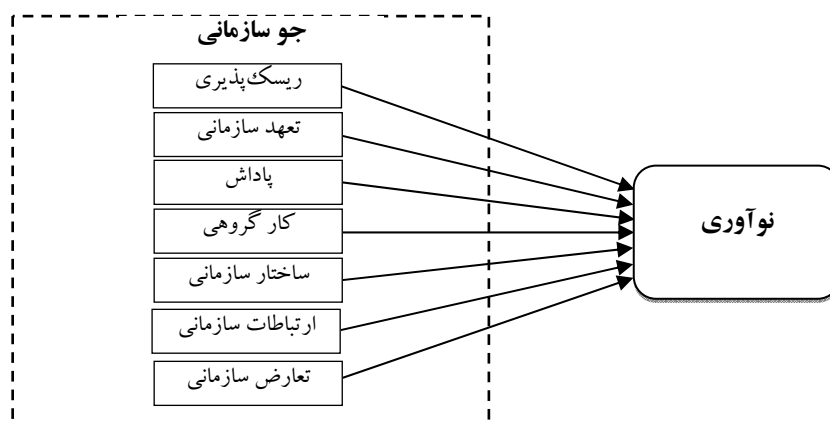 جو سازمانی
ریسک‌پذیری
تعهد سازمانی
پاداش
کار گروهی
ساختار سازمانی
ارتباطات سازمانی
تعارض سازمانی
نوآوری